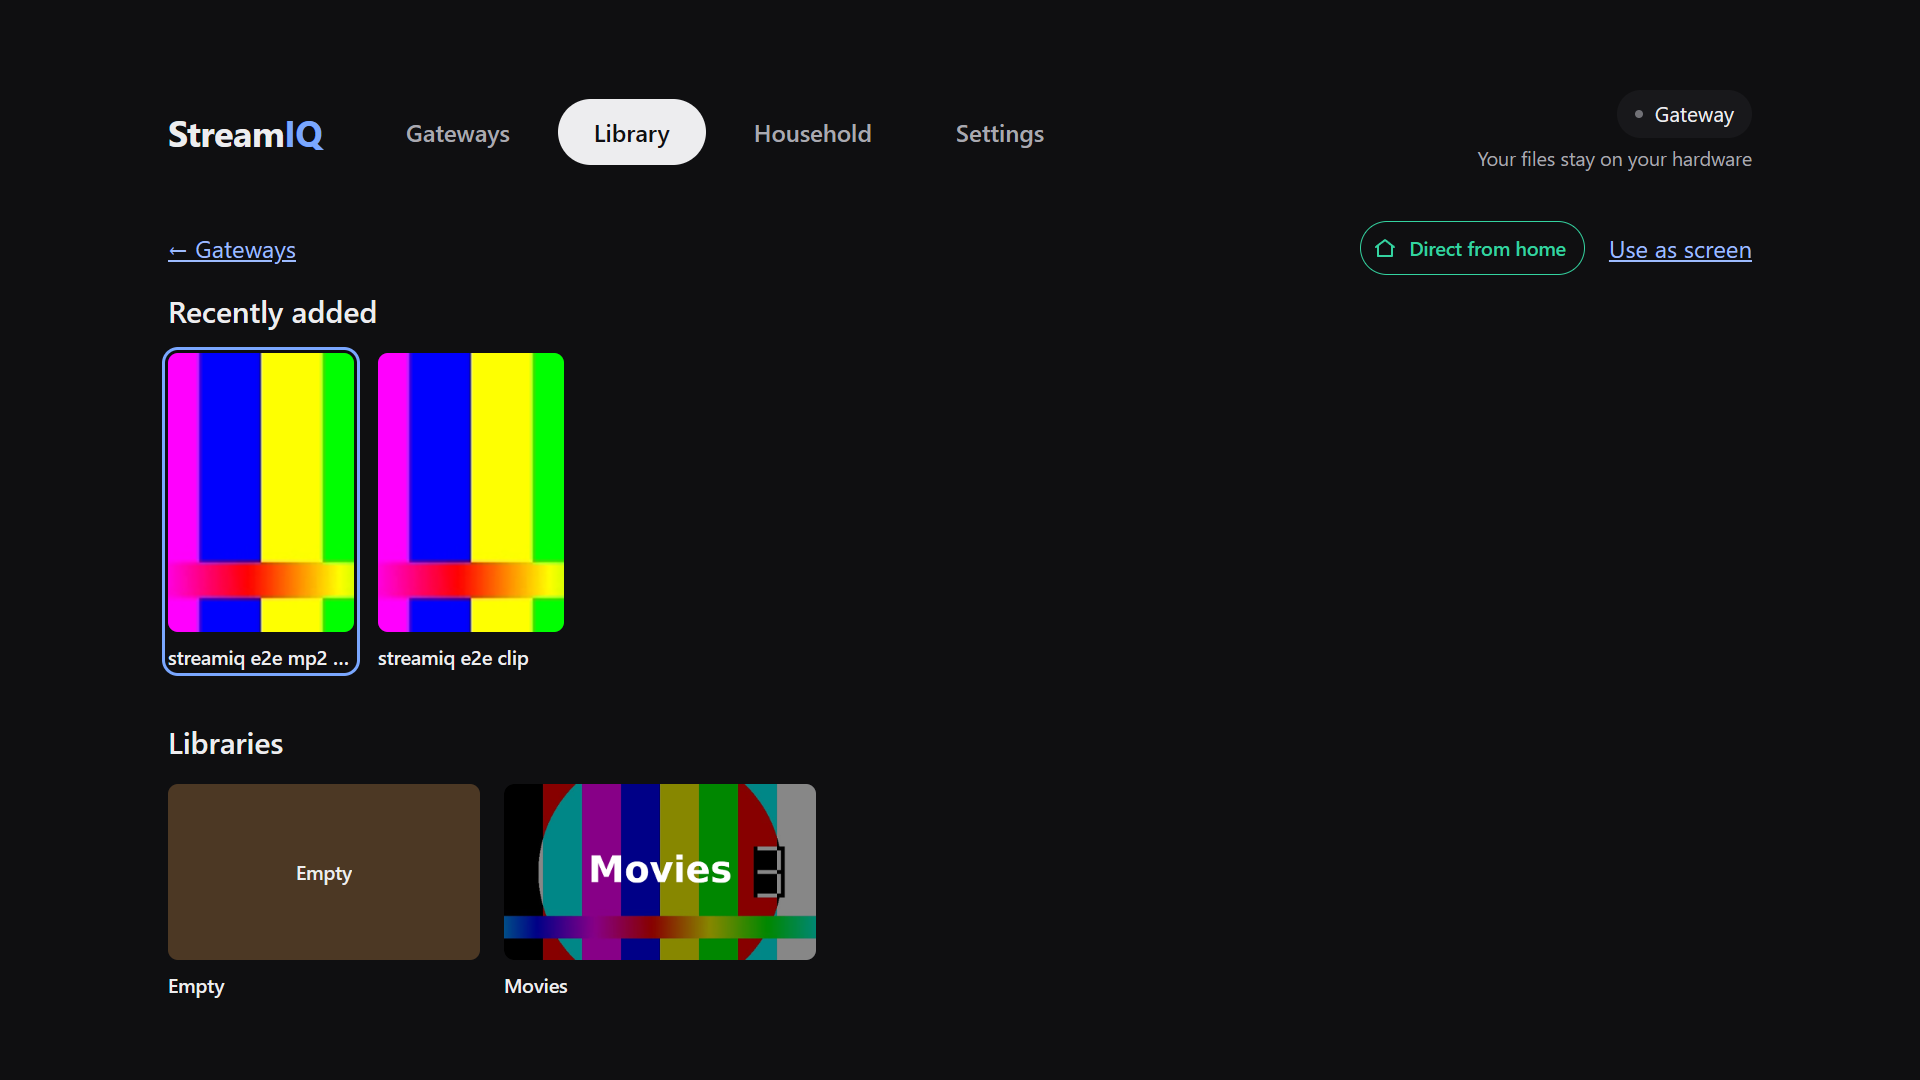 StreamIQ
Gateways
Library
Household
Settings
Gateway
Your files stay on your hardware
← Gateways
Direct from home
Use as screen
Recently added
streamiq e2e mp2 ...
streamiq e2e clip
Libraries
Empty
Movies
3
Empty
Movies